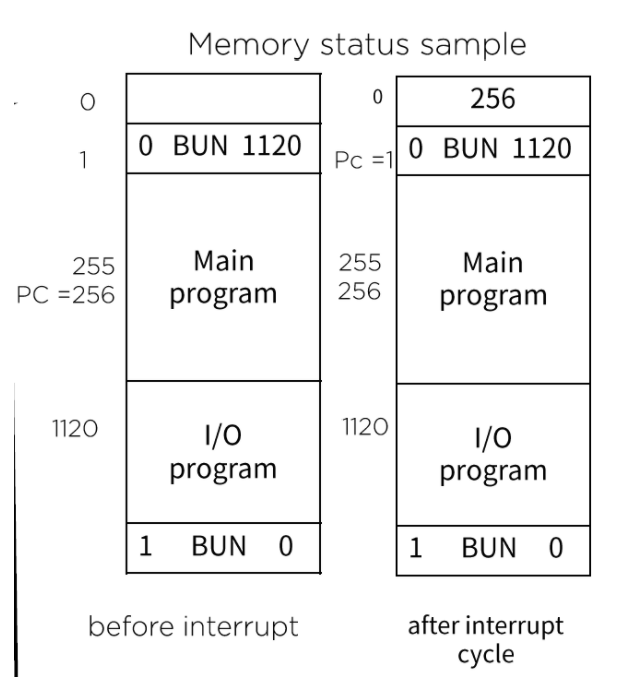 Memory status sample
0
0 BUN 1120
1
Main
program
255
PC =256
I/O
program
1120
1 BUN 0
before interrupt
0
256
0 BUN 1120
Pc =1
Main
program
255
256
I/O
program
1120
1 BUN 0
after interrupt
cycle